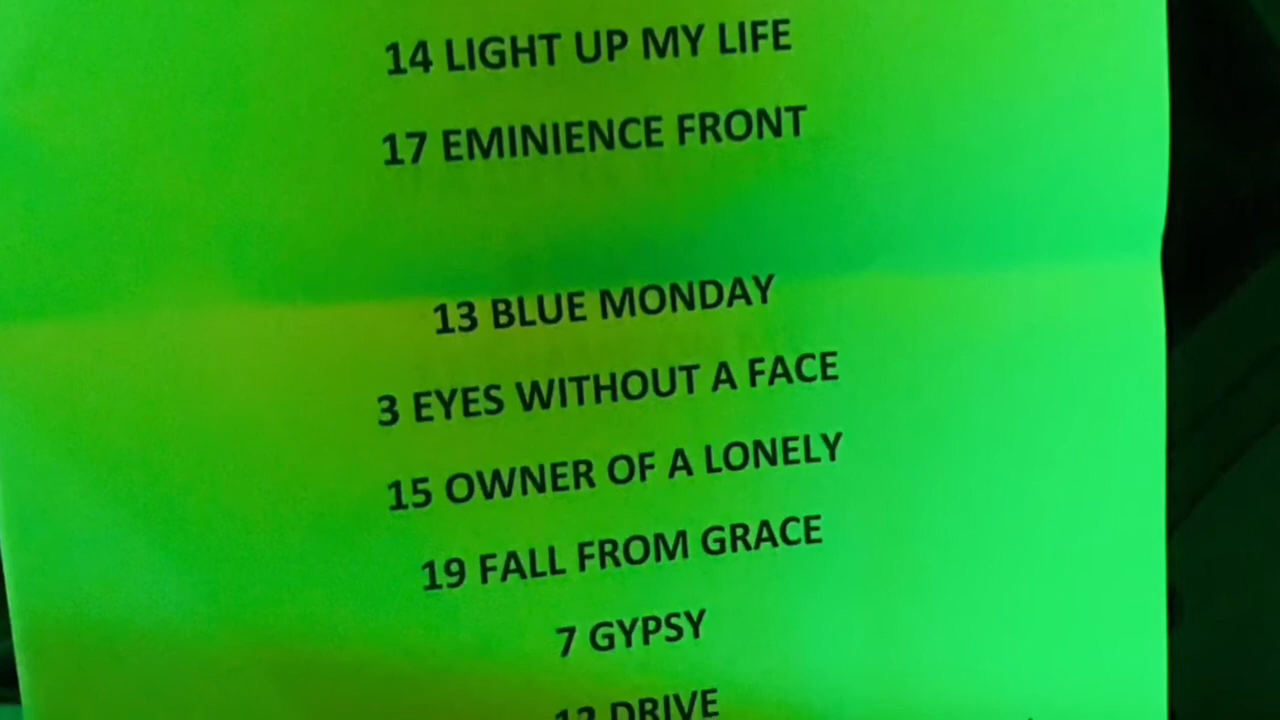 14 LIGHT UP MY LIFE
17 EMINIENCE FRONT
13 BLUE MONDAY
3 EYES WITHOUT A FACE
15 OWNER OF A LONELY
19 FALL FROM GRACE
7 GYPSY
12 DRIVE